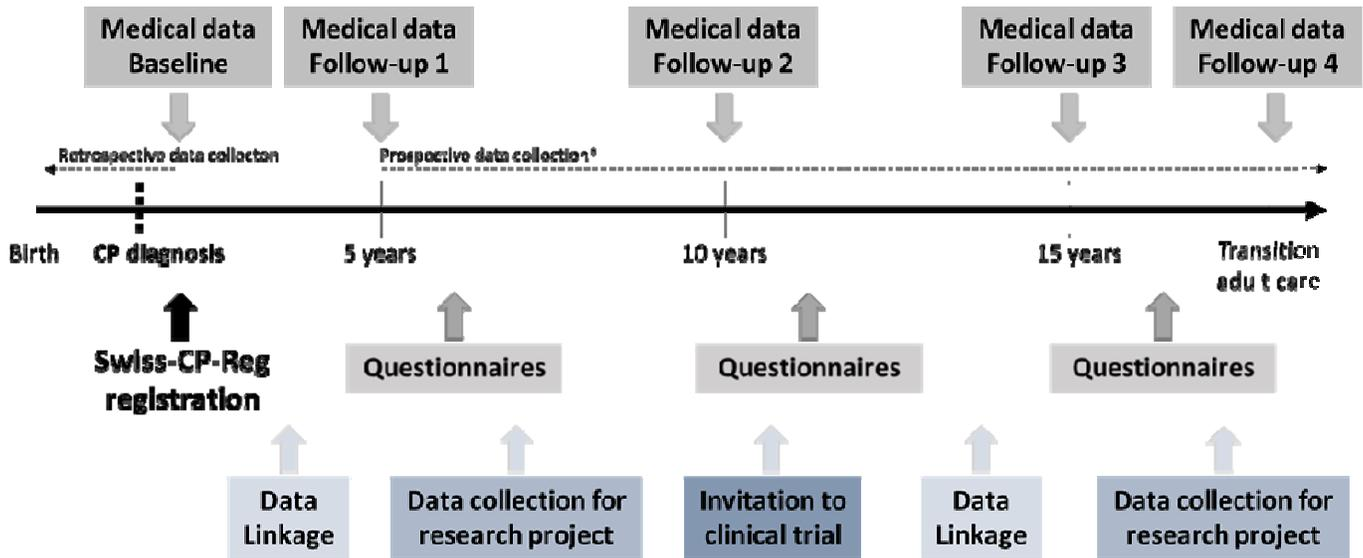 Medical data
Baseline
Medical data
Follow-up 1
Medical data
Follow-up 2
Medical data
Follow-up 3
Medical data
Follow-up 4
Retrospective data collecton
Prospective data collection*
Birth
CP diagnosis
5 years
10 years
15 years
Transition
adu t care
Swiss-CP-Reg
registration
Questionnaires
Questionnaires
Questionnaires
Data
Linkage
Data collection for
research project
Invitation to
clinical trial
Data
Linkage
Data collection for
research project